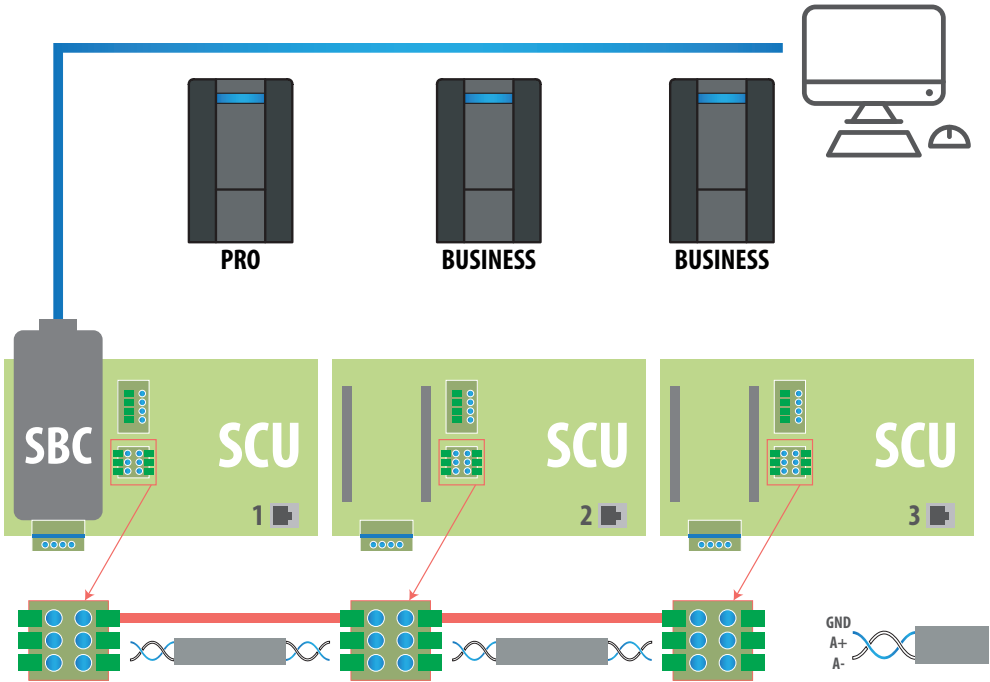 PRO
BUSINESS
BUSINESS
SBC
SCU
SCU
SCU
1
2
3
GND
A+
A-